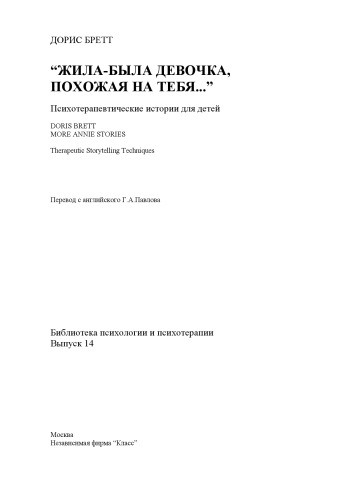 ДОРИС БРЕТТ
“ЖИЛА-БЫЛА ДЕВОЧКА,
ПОХОЖАЯ НА ТЕБЯ...”
Психотерапевтические истории для детей
DORIS BRETT
MORE ANNIE STORIES
Therapeutic Storytelling Techniques
Перевод с английского Г.А.Павлова
Библиотека психологии и психотерапии
Выпуск 14
Москва
Независимая фирма “Класс”